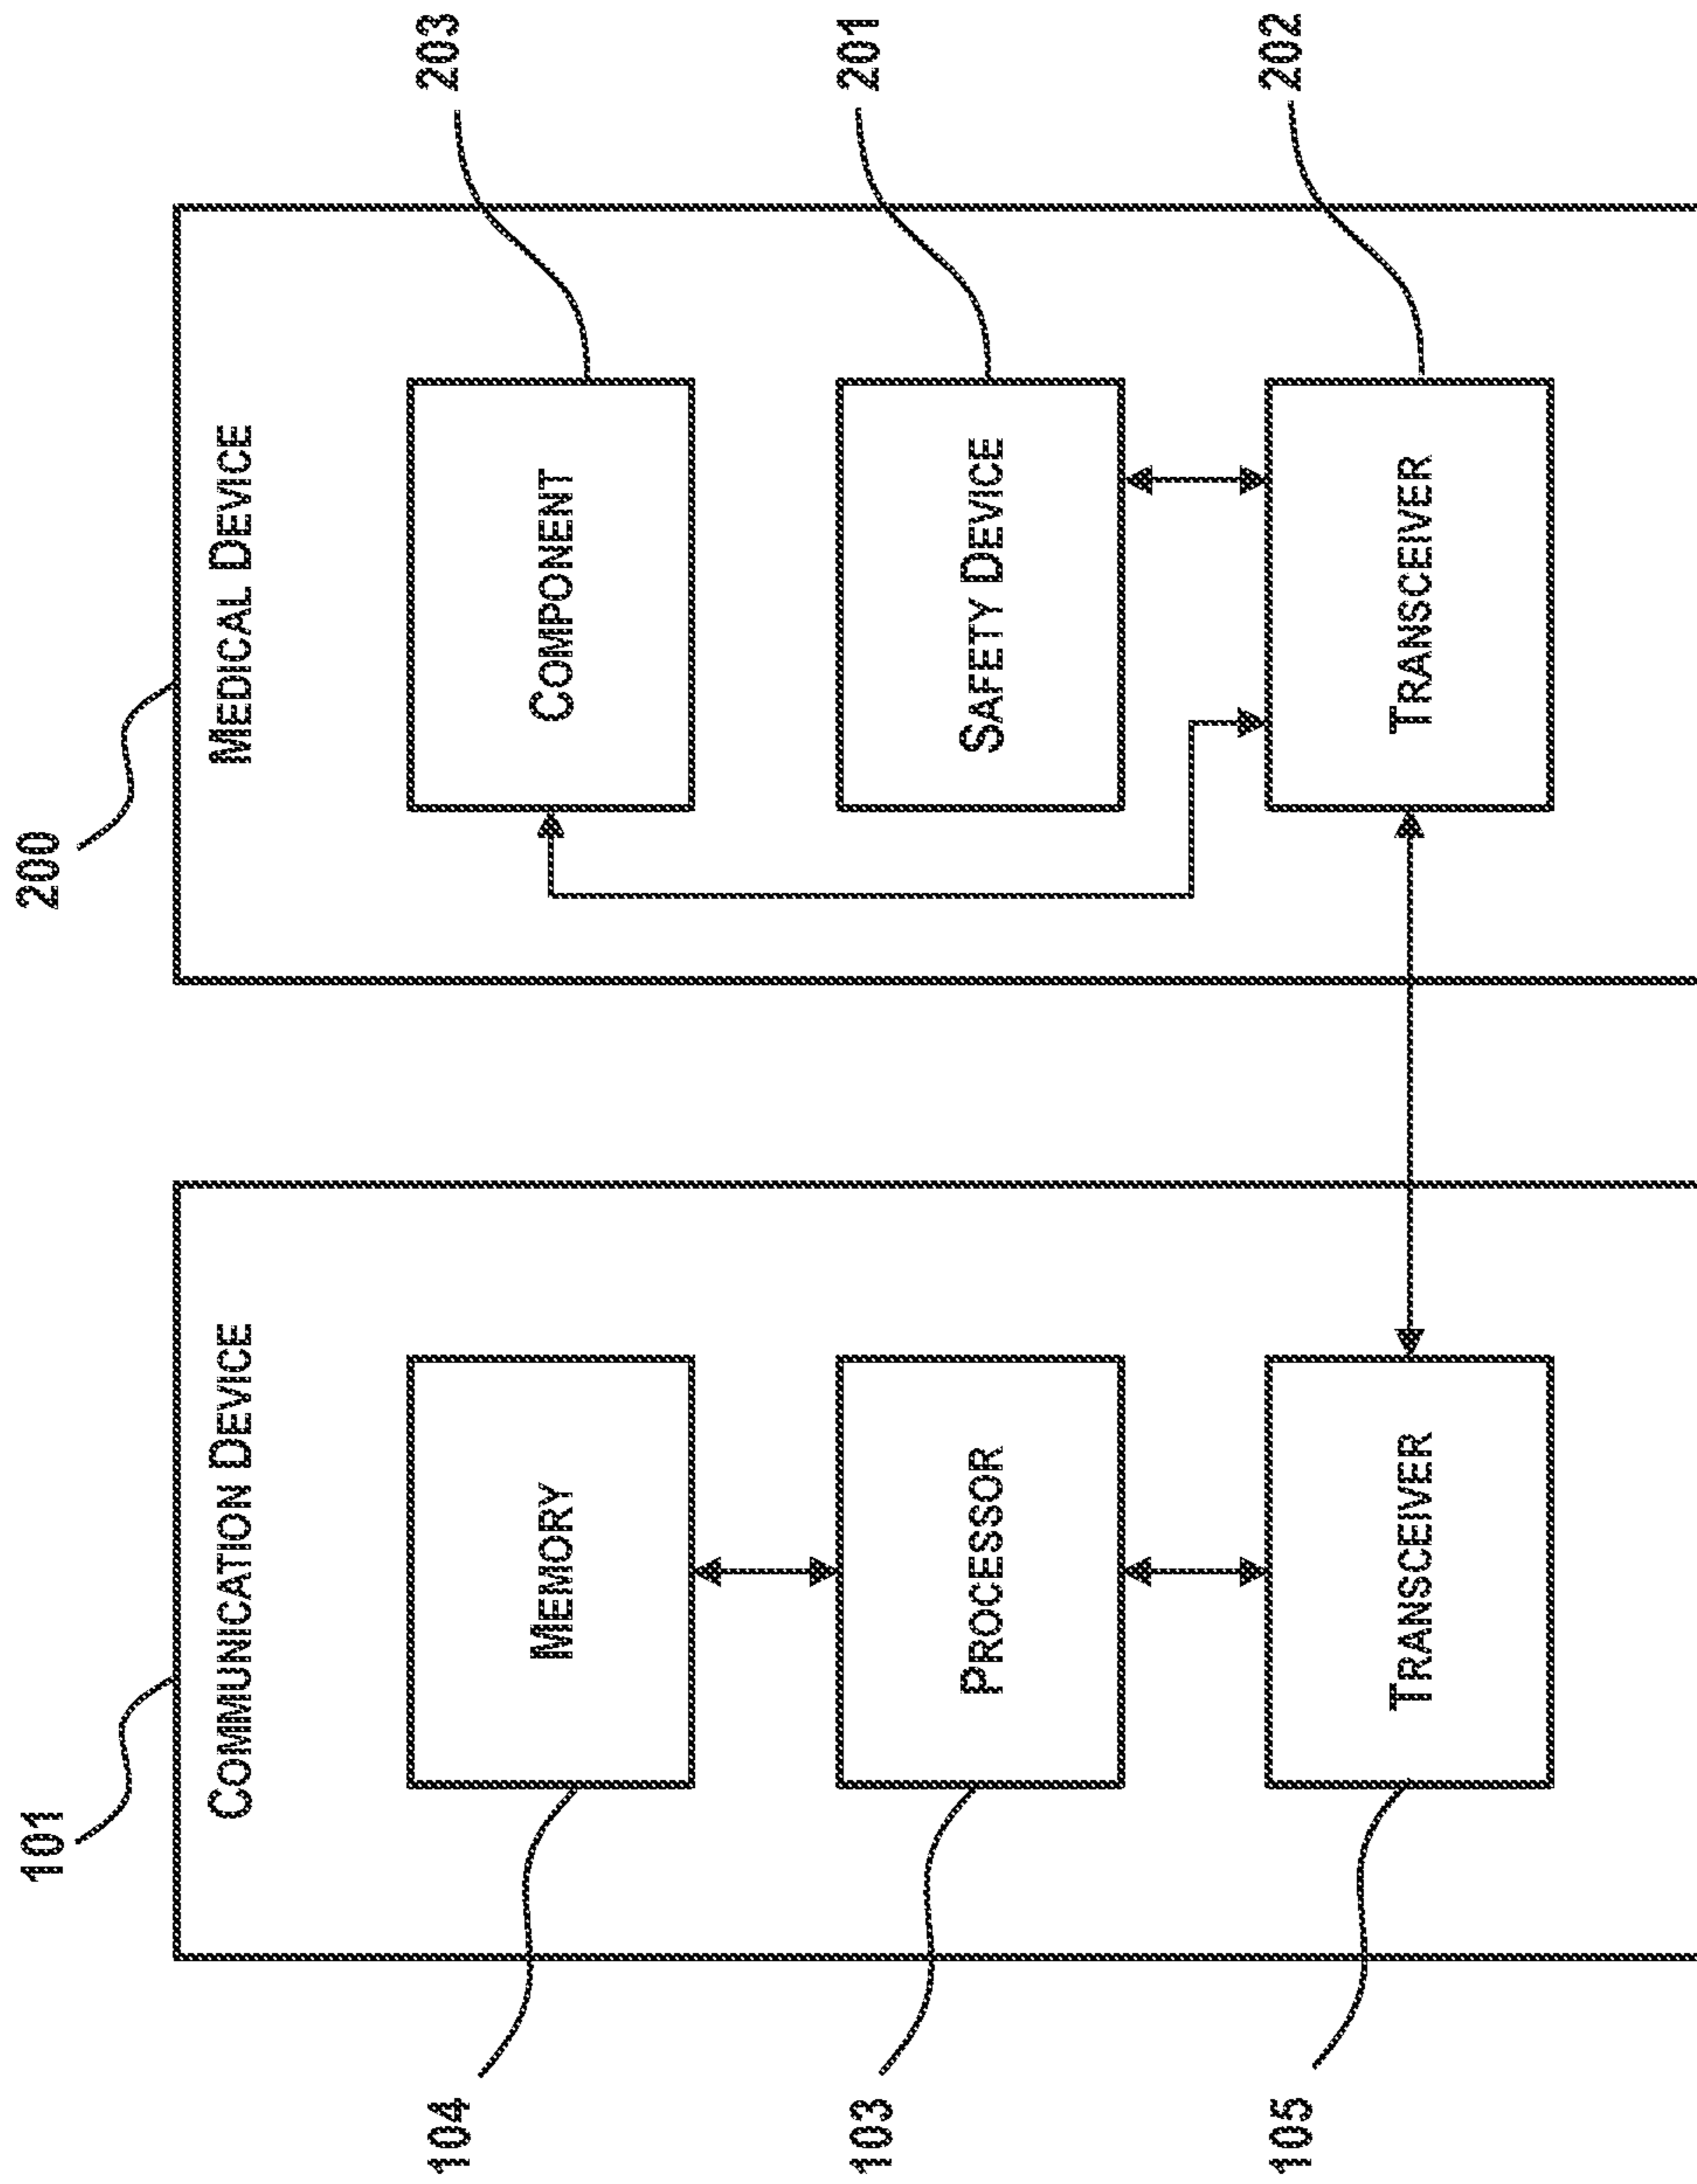 101
200
COMMUNICATION DEVICE
MEDICAL DEVICE
104
MEMORY
COMPONENT
203
103
PROCESSOR
SAFETY DEVICE
201
105
TRANSCEIVER
TRANSCEIVER
202